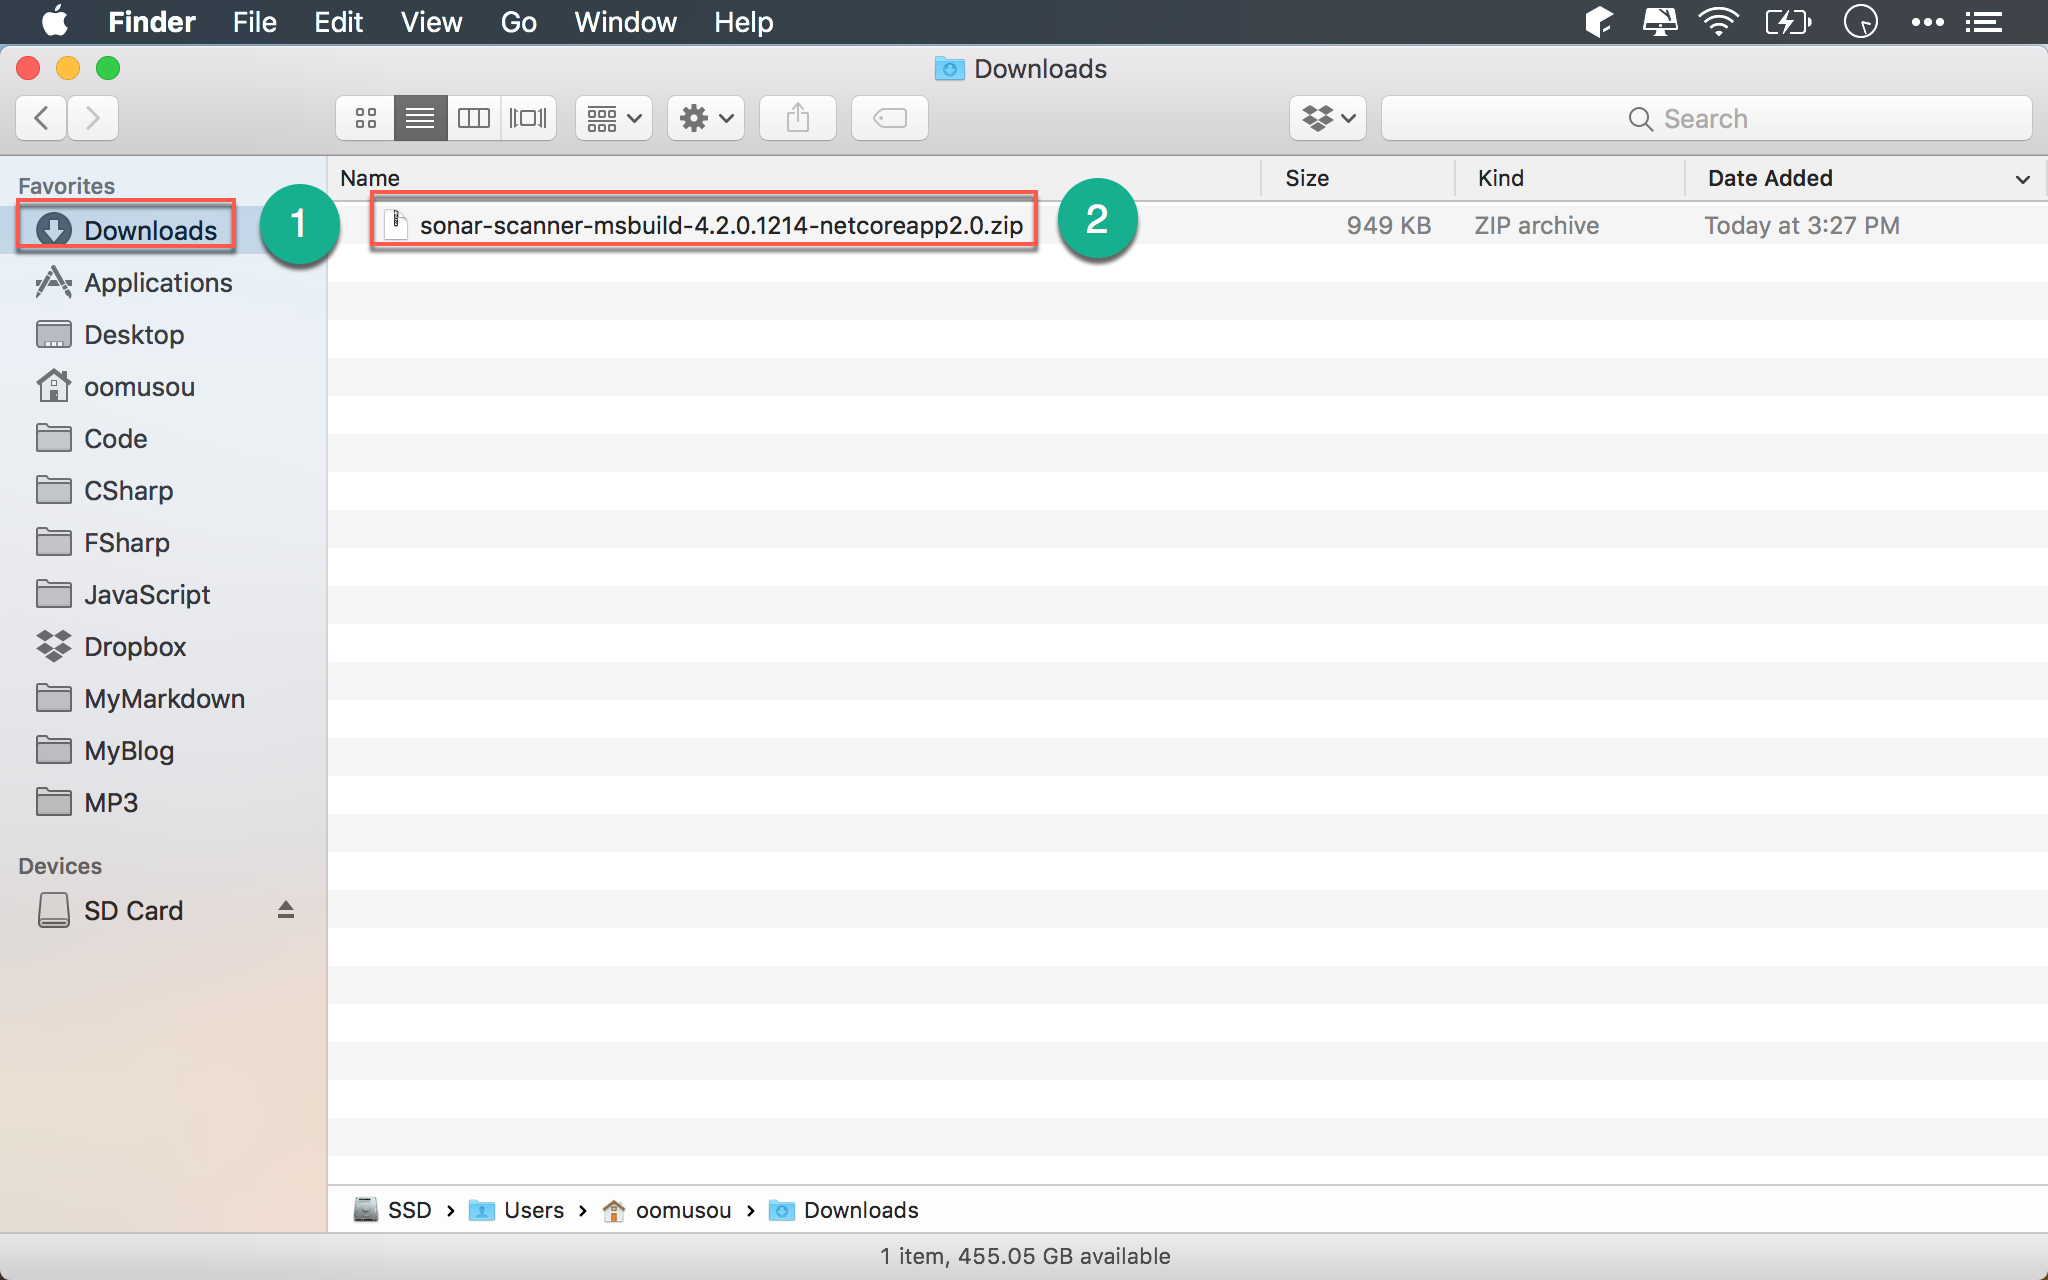 Finder File Edit View Go Window Help
Downloads
Search
Favorites
Name Size Kind Date Added
Downloads 1 sonar-scanner-msbuild-4.2.0.1214-netcoreapp2.0.zip 2 949 KB ZIP archive Today at 3:27 PM
Applications
Desktop
oomusou
Code
CSharp
FSharp
JavaScript
Dropbox
MyMarkdown
MyBlog
MP3
Devices
SD Card
SSD › Users › oomusou › Downloads
1 item, 455.05 GB available